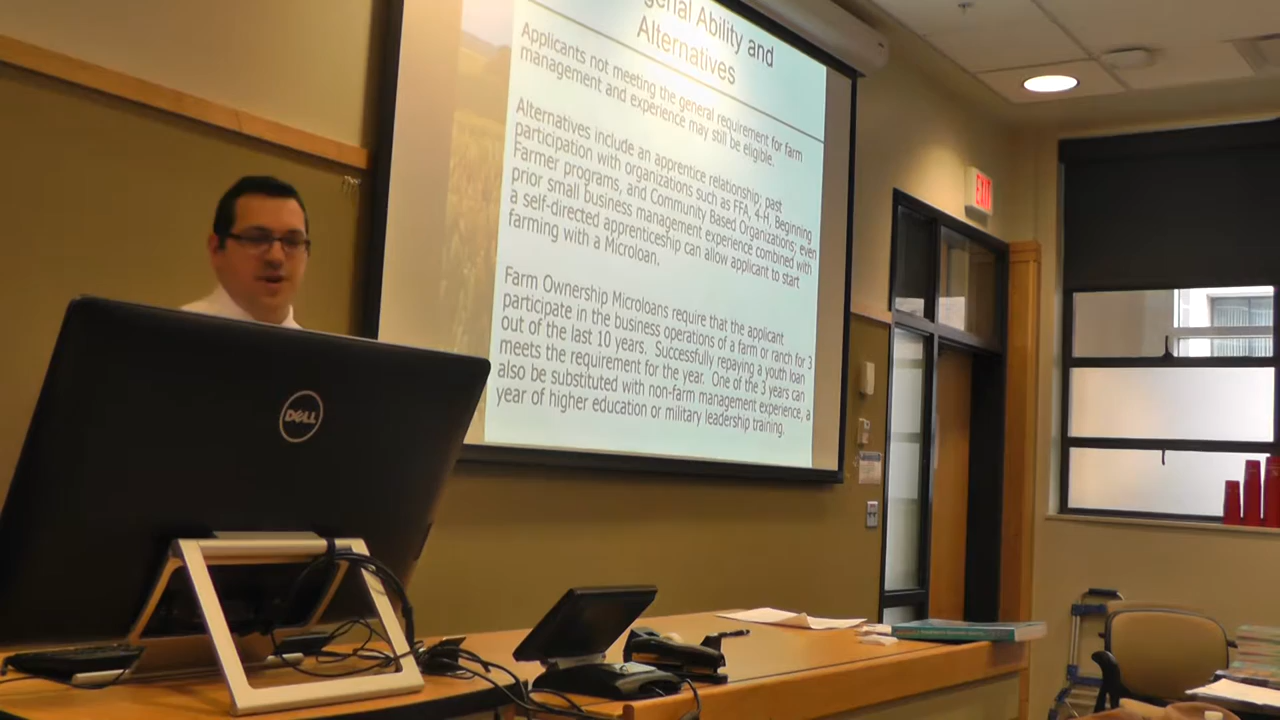 Ability and
Alternatives
Applicants not meeting the general requirement for farm
management and experience may still be eligible.
Alternatives include an apprentice relationship; past
participation with organizations such as FFA, 4-H, Beginning
Farmer programs, and Community Based Organizations; even
prior small business management experience combined with
a self-directed apprenticeship can allow applicant to start
farming with a Microloan.
Farm Ownership Microloans require that the applicant
participate in the business operations of a farm or ranch for 3
out of the last 10 years. Successfully repaying a youth loan
meets the requirement for the year. One of the 3 years can
also be substituted with non-farm management experience, a
year of higher education or military leadership training.
EXIT
DELL